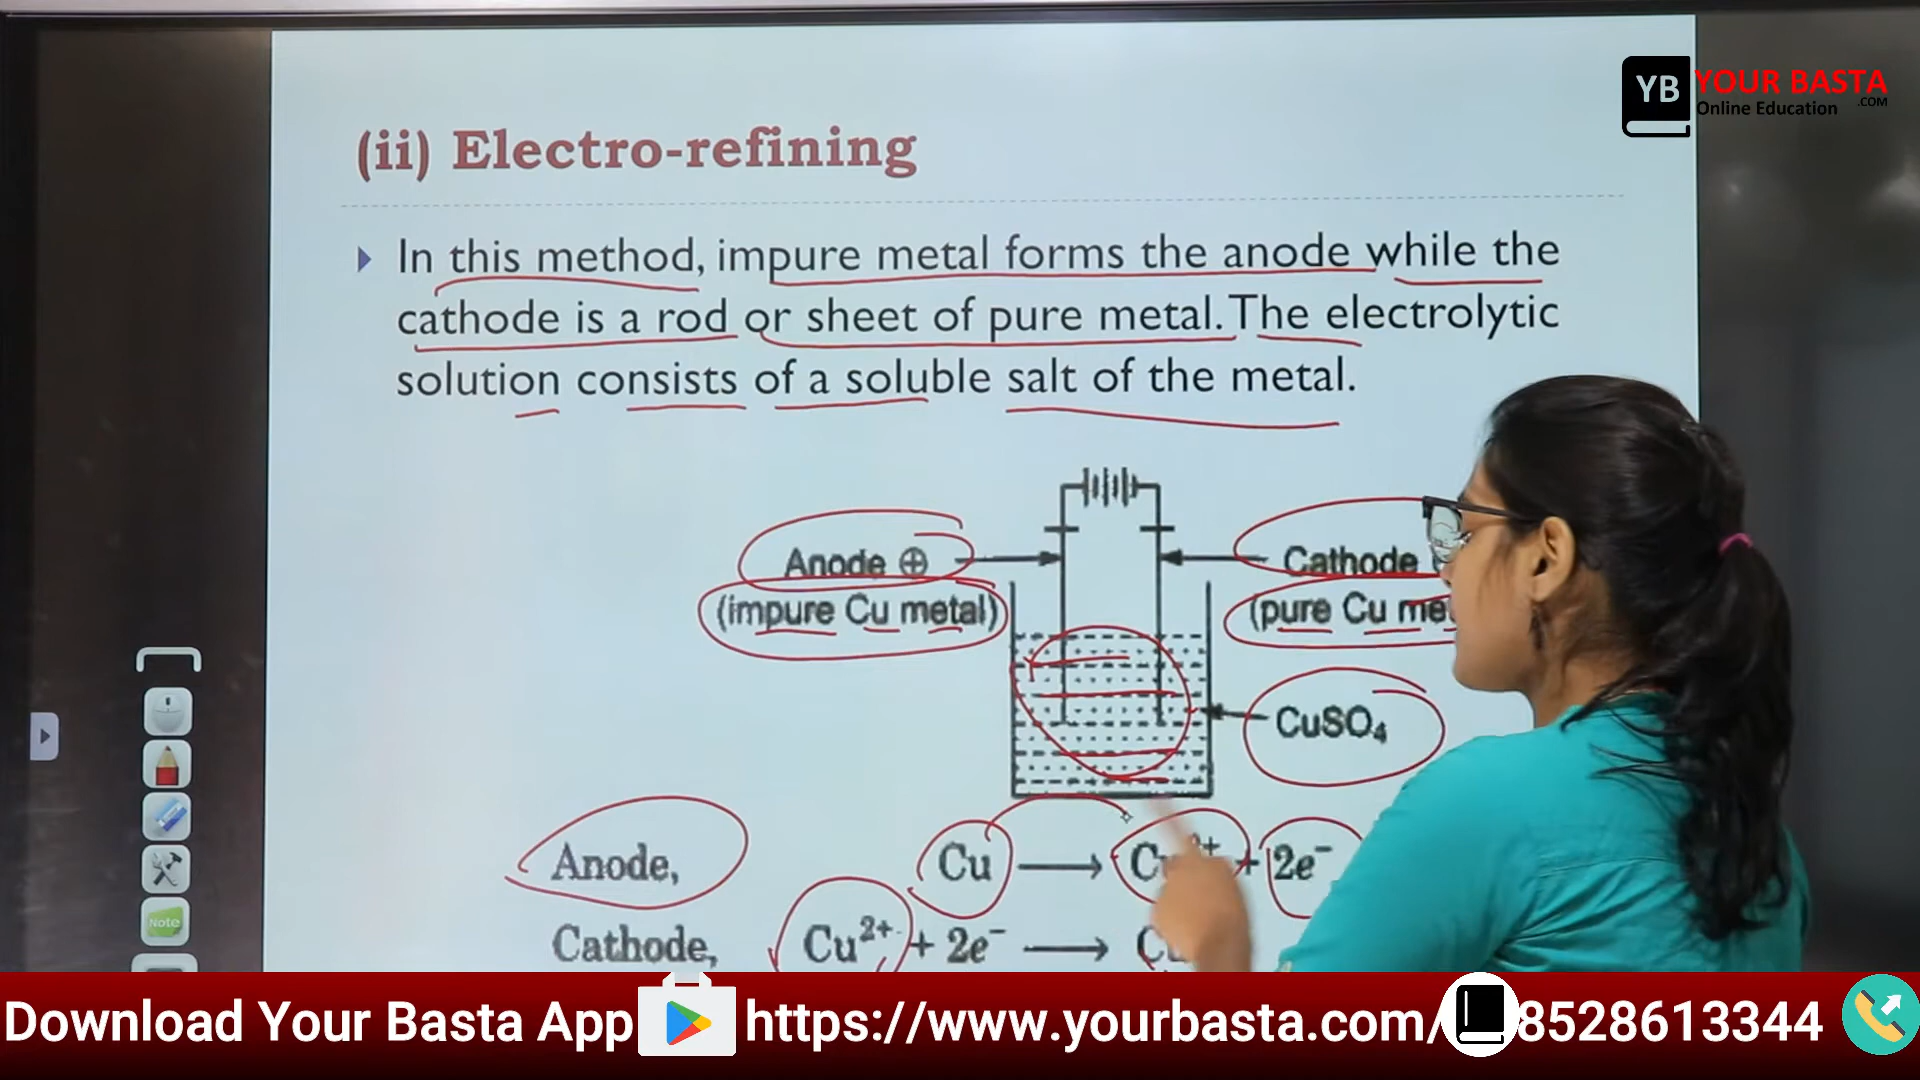 YB YOUR BASTA
.COM
Online Education
(ii) Electro-refining
In this method, impure metal forms the anode while the
cathode is a rod or sheet of pure metal. The electrolytic
solution consists of a soluble salt of the metal.
Anode ⊕
Cathode
(impure Cu metal)
(pure Cu
CuSO₄
Anode, Cu ⟶ + 2e⁻
Cathode, Cu²⁺ + 2e⁻ ⟶
Note
Download Your Basta App https://www.yourbasta.com/ 8528613344